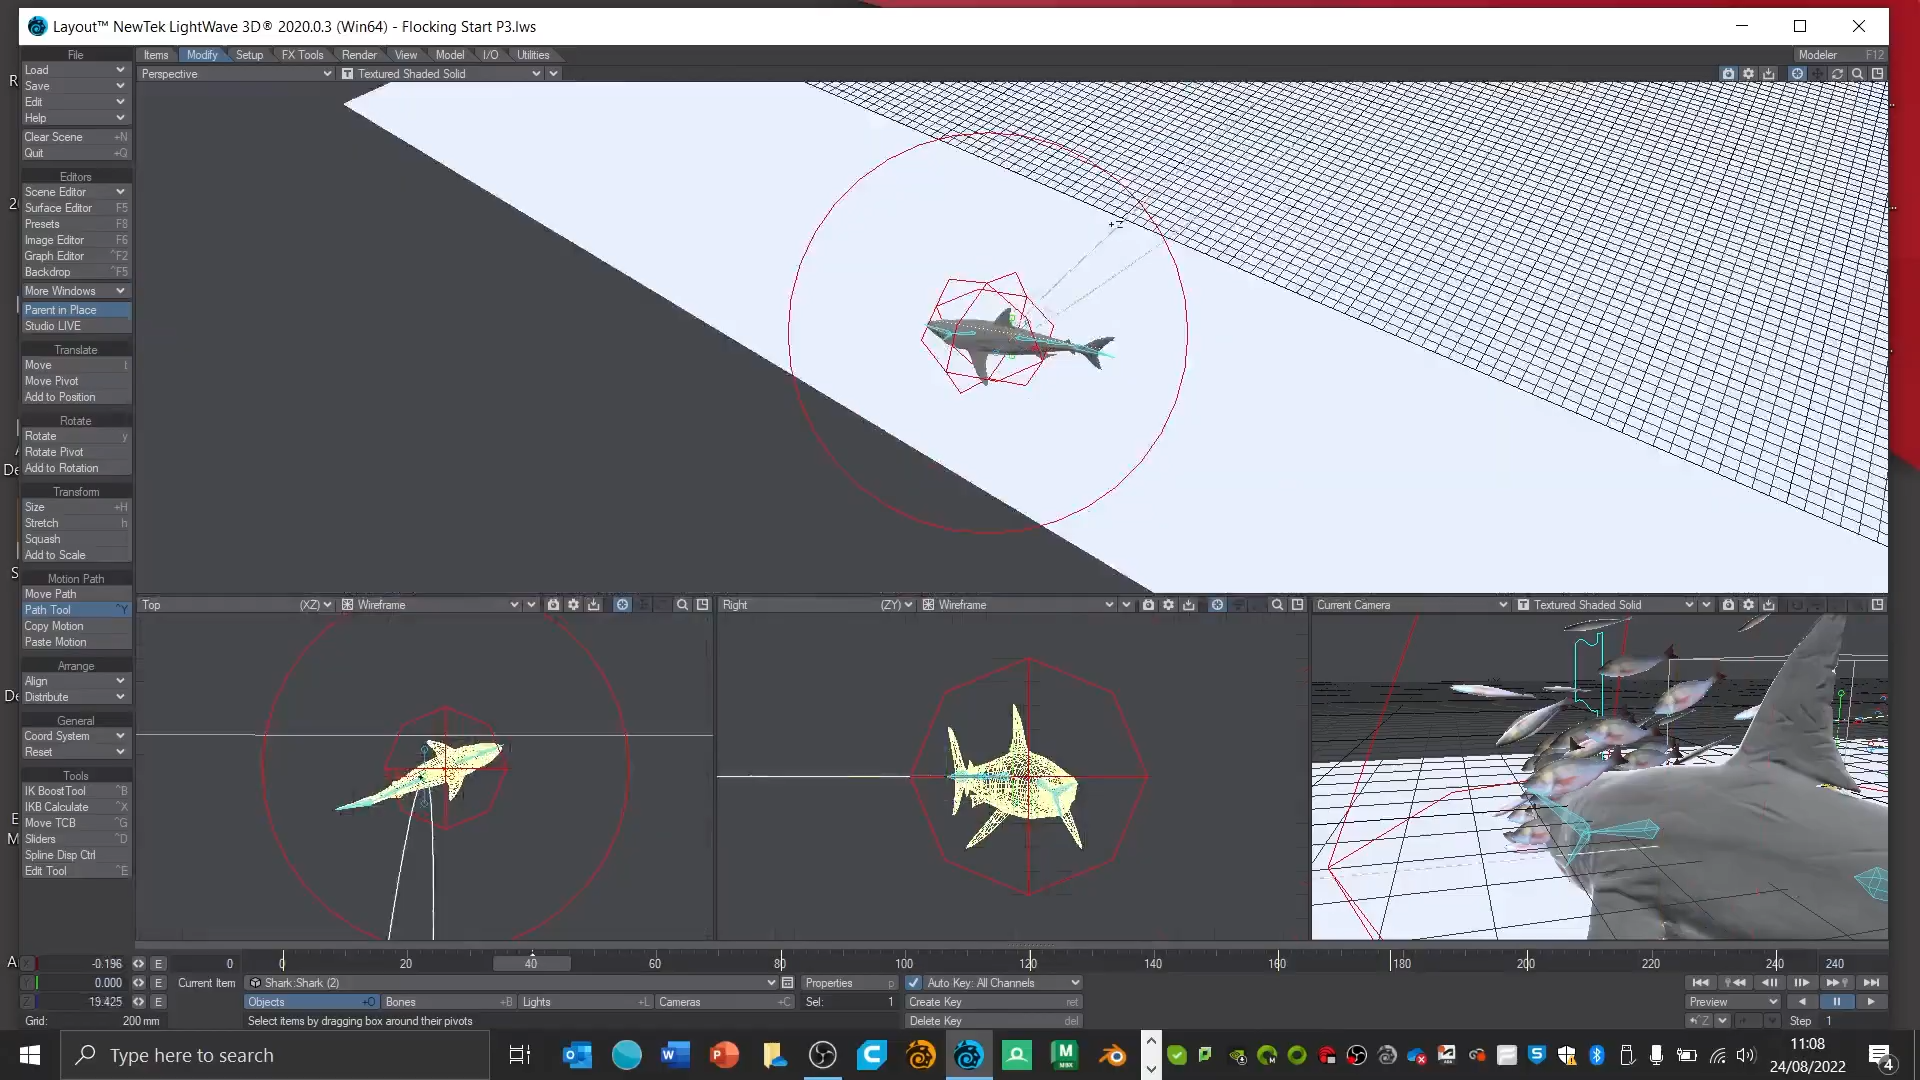 Layout™ NewTek LightWave 3D® 2020.0.3 (Win64) - Flocking Start P3.lws
File Items Modify Setup FX Tools Render View Model I/O Utilities Modeler F12
Load Perspective Textured Shaded Solid
Save
Edit
Help
Clear Scene +N
Quit +Q
Editors
Scene Editor
Surface Editor F5
Presets F8
Image Editor F6
Graph Editor ^F2
Backdrop ^F5
More Windows
Parent in Place
Studio LIVE
Translate
Move t
Move Pivot
Add to Position
Rotate
Rotate y
Rotate Pivot
Add to Rotation
Transform
Size +H
Stretch h
Squash
Add to Scale
Motion Path
Move Path
Path Tool ^Y
Copy Motion
Paste Motion
Arrange
Align
Distribute
General
Coord System
Reset
Tools
IK BoostTool ^B
IKB Calculate ^X
Move TCB ^G
Sliders ^D
Spline Disp Ctrl
Edit Tool ^E
+Z
Top (XZ) Wireframe
Right (ZY) Wireframe
Current Camera Textured Shaded Solid
X -0.196 E 0 0 20 40 60 80 100 120 140 160 180 200 220 240 240
Y 0.000 E Current Item Shark:Shark (2) Properties p Auto Key: All Channels
Z 19.425 E Objects +O Bones +B Lights +L Cameras +C Sel: 1 Create Key ret Preview
Grid: 200 mm Select items by dragging box around their pivots Delete Key del Step 1
Type here to search
11:08
24/08/2022
4